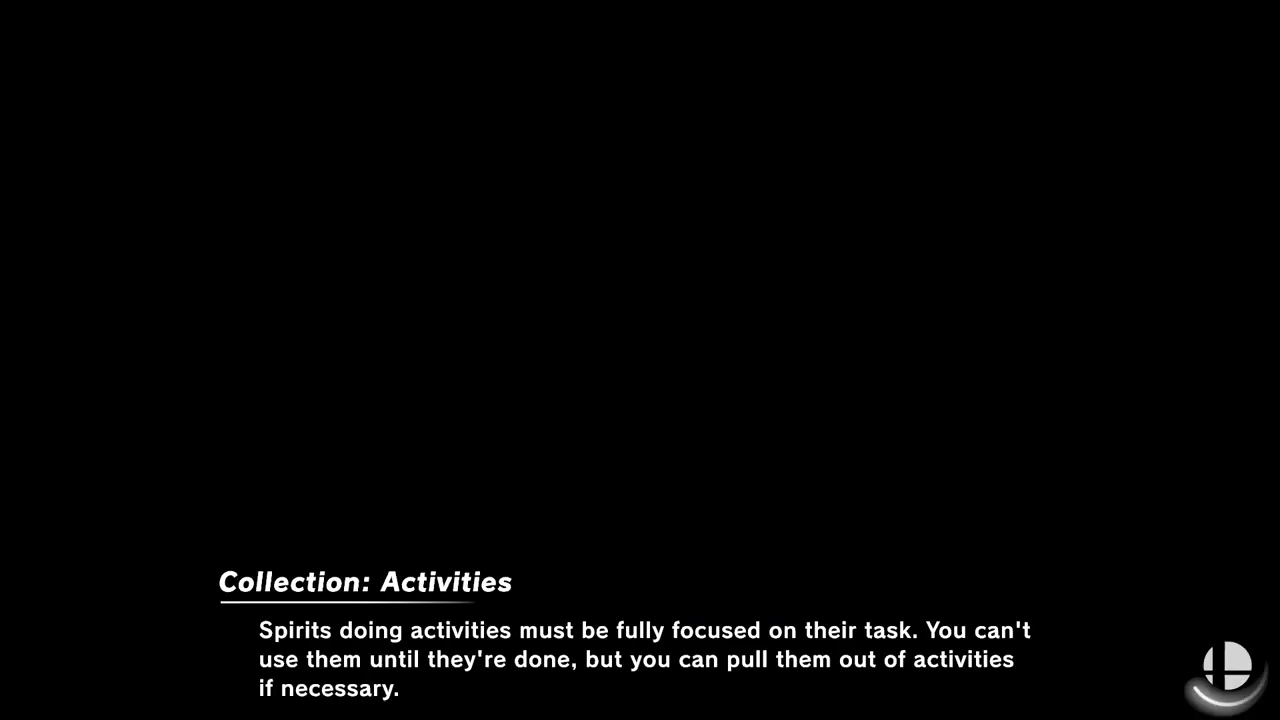 Collection: Activities
Spirits doing activities must be fully focused on their task. You can't
use them until they're done, but you can pull them out of activities
if necessary.